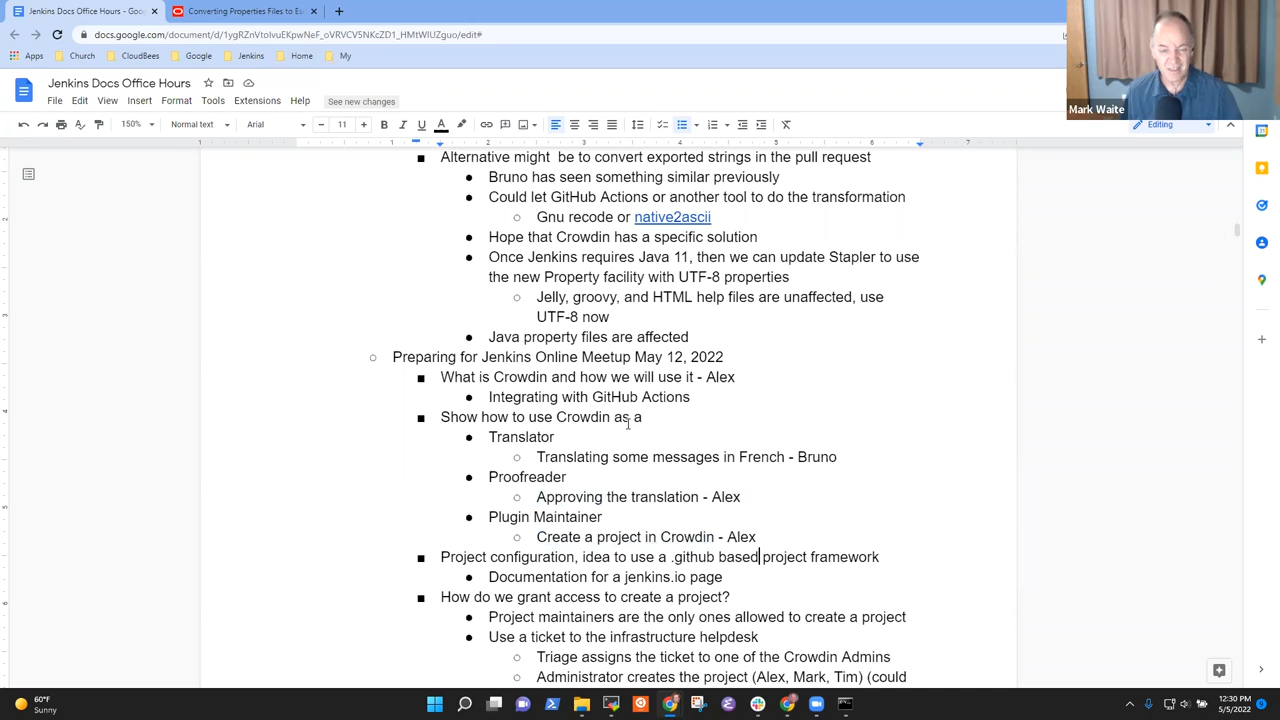 Jenkins Docs Office Hours - Goo
Converting Properties Files to Es
docs.google.com/document/d/1ygRZnVtoIvuEKpwNeF_oVRVCV5NKcZD1_HMtWIUZguo/edit#
Apps Church CloudBees Google Jenkins Home My
Jenkins Docs Office Hours
File Edit View Insert Format Tools Extensions Help See new changes
Mark Waite
150% Normal text Arial 11 Editing
Alternative might be to convert exported strings in the pull request
Bruno has seen something similar previously
Could let GitHub Actions or another tool to do the transformation
Gnu recode or native2ascii
Hope that Crowdin has a specific solution
Once Jenkins requires Java 11, then we can update Stapler to use
the new Property facility with UTF-8 properties
Jelly, groovy, and HTML help files are unaffected, use
UTF-8 now
Java property files are affected
Preparing for Jenkins Online Meetup May 12, 2022
What is Crowdin and how we will use it - Alex
Integrating with GitHub Actions
Show how to use Crowdin as a
Translator
Translating some messages in French - Bruno
Proofreader
Approving the translation - Alex
Plugin Maintainer
Create a project in Crowdin - Alex
Project configuration, idea to use a .github based project framework
Documentation for a jenkins.io page
How do we grant access to create a project?
Project maintainers are the only ones allowed to create a project
Use a ticket to the infrastructure helpdesk
Triage assigns the ticket to one of the Crowdin Admins
Administrator creates the project (Alex, Mark, Tim) (could
60°F
Sunny
12:30 PM
5/5/2022